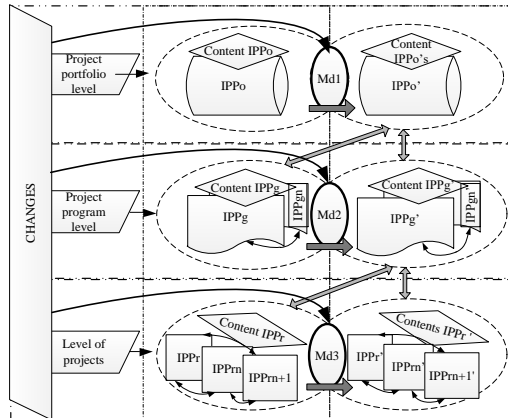 CHANGES
Project
portfolio
level
Content IPPo
IPPo
Md1
Content
IPPo's
IPPo'
Project
program
level
Content IPPg
IPPg
IPPgn
Md2
Content IPPg'
IPPg'
IPPgn'
Level of
projects
Content IPPr
IPPr
IPPrn
IPPrn+1
Md3
Contents IPPr'
IPPr'
IPPrn'
IPPrn+1'